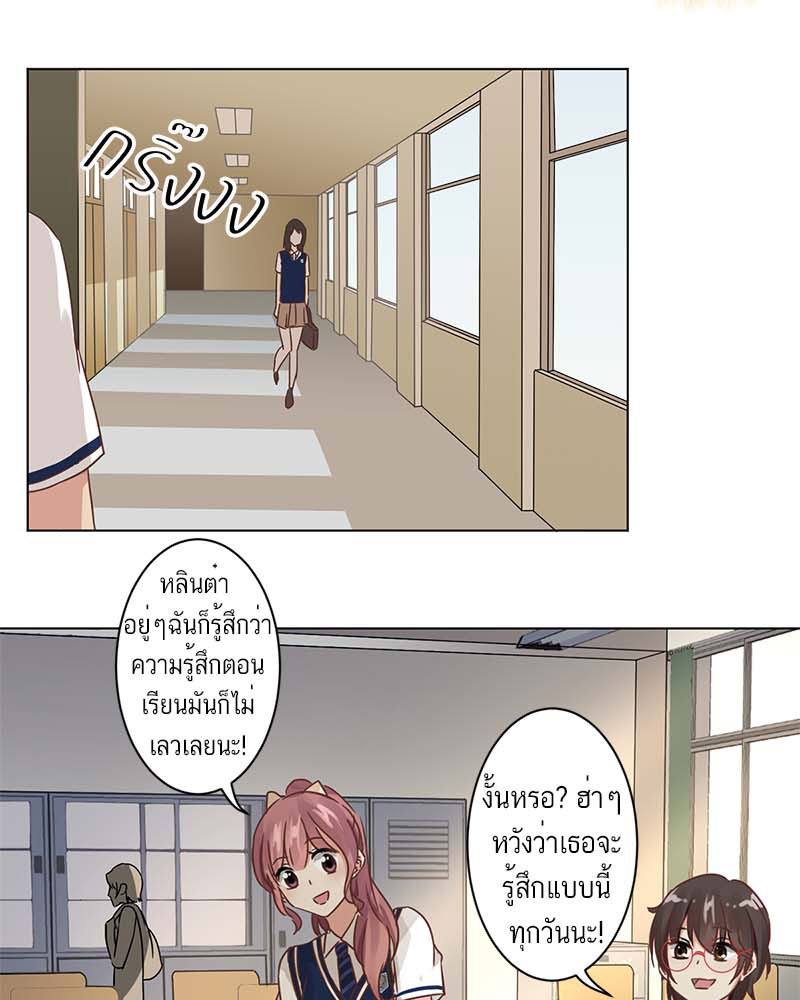 กริ๊งงง
หลินต๋า
อยู่ๆฉันก็รู้สึกว่า
ความรู้สึกตอน
เรียนมันก็ไม่
เลวเลยนะ!
งั้นหรอ? ฮ่าๆ
หวังว่าเธอจะ
รู้สึกแบบนี้
ทุกวันนะ!